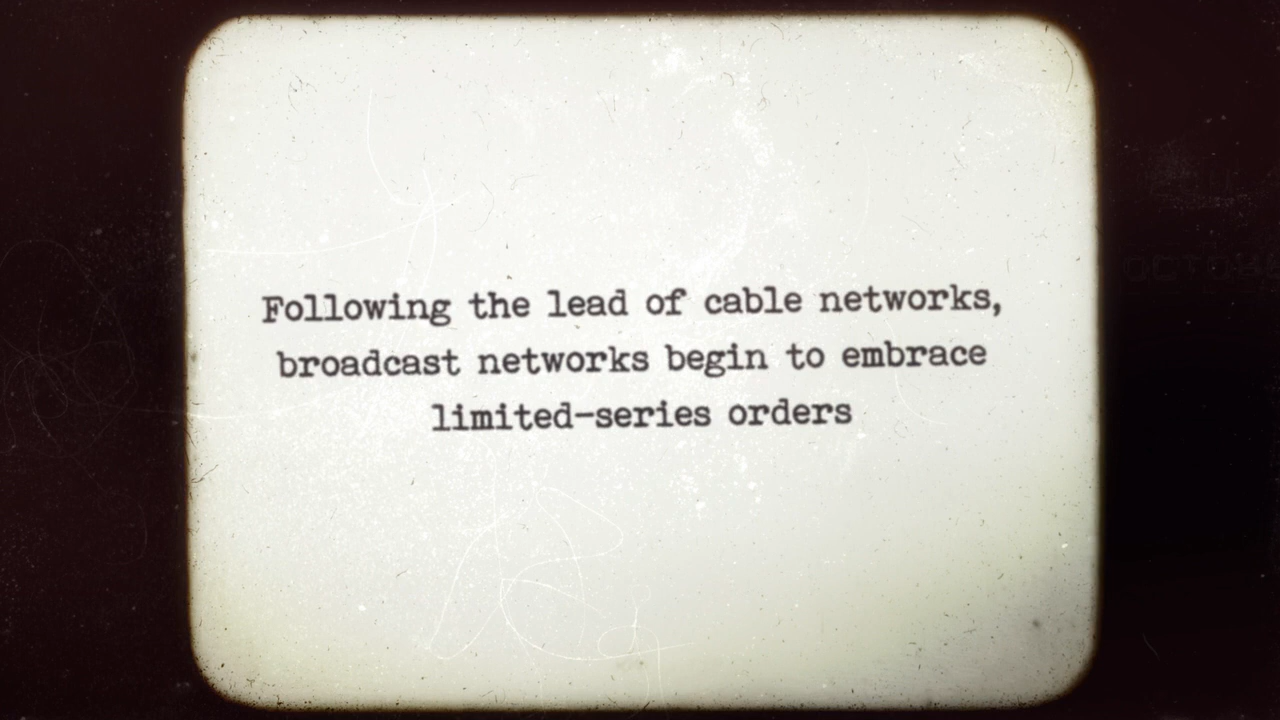 Following the lead of cable networks,
broadcast networks begin to embrace
limited-series orders